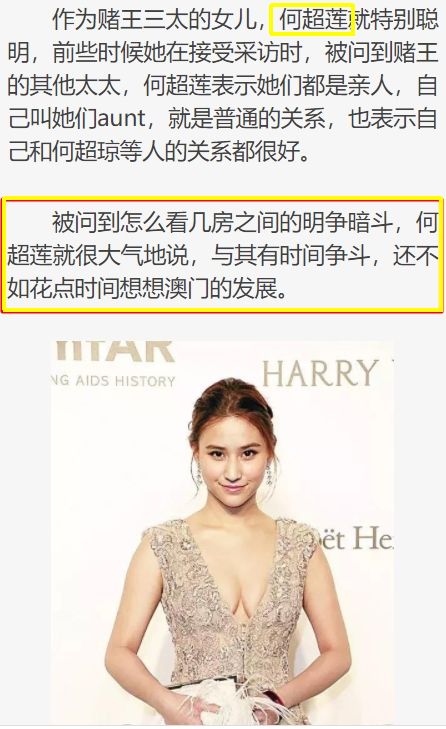 作为赌王三太的女儿，何超莲就特别聪
明，前些时候她在接受采访时，被问到赌王
的其他太太，何超莲表示她们都是亲人，自
己叫她们aunt，就是普通的关系，也表示自
己和何超琼等人的关系都很好。
被问到怎么看几房之间的明争暗斗，何
超莲就很大气地说，与其有时间争斗，还不
如花点时间想想澳门的发展。
NG AIDS HISTORY
HARRY